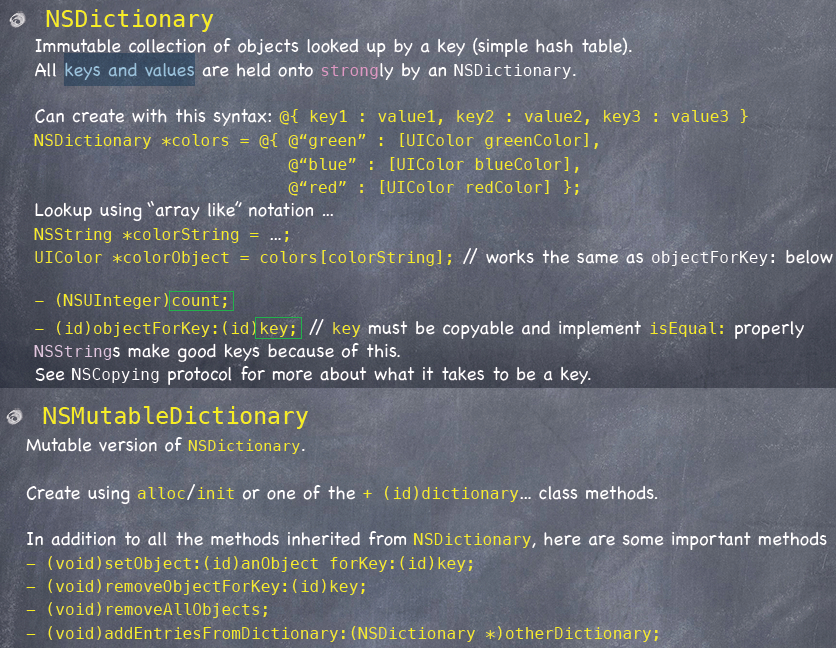 NSDictionary
Immutable collection of objects looked up by a key (simple hash table).
All keys and values are held onto strongly by an NSDictionary.
Can create with this syntax: @{ key1 : value1, key2 : value2, key3 : value3 }
NSDictionary *colors = @{ @“green” : [UIColor greenColor],
@“blue” : [UIColor blueColor],
@“red” : [UIColor redColor] };
Lookup using “array like” notation …
NSString *colorString = …;
UIColor *colorObject = colors[colorString]; // works the same as objectForKey: below
– (NSUInteger)count;
– (id)objectForKey:(id)key; // key must be copyable and implement isEqual: properly
NSStrings make good keys because of this.
See NSCopying protocol for more about what it takes to be a key.
NSMutableDictionary
Mutable version of NSDictionary.
Create using alloc/init or one of the + (id)dictionary… class methods.
In addition to all the methods inherited from NSDictionary, here are some important methods
– (void)setObject:(id)anObject forKey:(id)key;
– (void)removeObjectForKey:(id)key;
– (void)removeAllObjects;
– (void)addEntriesFromDictionary:(NSDictionary *)otherDictionary;